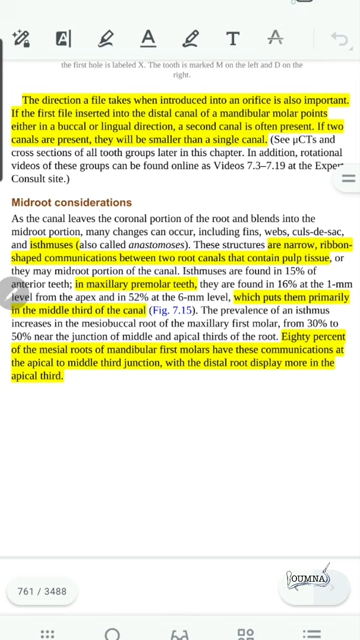 A
A
T
A
the first hole is labeled X. The tooth is marked M on the left and D on the
right.
The direction a file takes when introduced into an orifice is also important.
If the first file inserted into the distal canal of a mandibular molar points
either in a buccal or lingual direction, a second canal is often present. If two
canals are present, they will be smaller than a single canal. (See μCTs and
cross sections of all tooth groups later in this chapter. In addition, rotational
videos of these groups can be found online as Videos 7.3–7.19 at the Expert
Consult site.)
Midroot considerations
As the canal leaves the coronal portion of the root and blends into the
midroot portion, many changes can occur, including fins, webs, culs-de-sac,
and isthmuses (also called anastomoses). These structures are narrow, ribbon-
shaped communications between two root canals that contain pulp tissue,
or they may midroot portion of the canal. Isthmuses are found in 15% of
anterior teeth; in maxillary premolar teeth, they are found in 16% at the 1-mm
level from the apex and in 52% at the 6-mm level, which puts them primarily
in the middle third of the canal (Fig. 7.15). The prevalence of an isthmus
increases in the mesiobuccal root of the maxillary first molar, from 30% to
50% near the junction of middle and apical thirds of the root. Eighty percent
of the mesial roots of mandibular first molars have these communications at
the apical to middle third junction, with the distal root display more in the
apical third.
761 / 3488
OUMNA